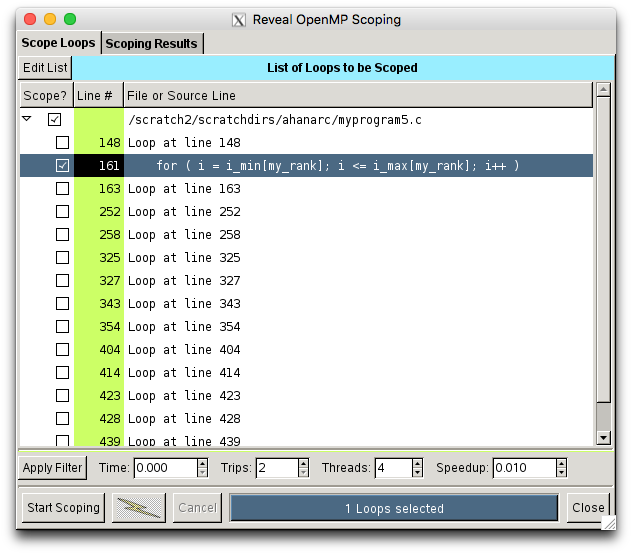 Reveal OpenMP Scoping
Scope Loops Scoping Results
Edit List List of Loops to be Scoped
Scope? Line # File or Source Line
/scratch2/scratchdirs/ahanarc/myprogram5.c
148 Loop at line 148
161 for ( i = i_min[my_rank]; i <= i_max[my_rank]; i++ )
163 Loop at line 163
252 Loop at line 252
258 Loop at line 258
325 Loop at line 325
327 Loop at line 327
343 Loop at line 343
354 Loop at line 354
404 Loop at line 404
414 Loop at line 414
423 Loop at line 423
428 Loop at line 428
439 Loop at line 439
Apply Filter Time: 0.000 Trips: 2 Threads: 4 Speedup: 0.010
Start Scoping Cancel 1 Loops selected Close